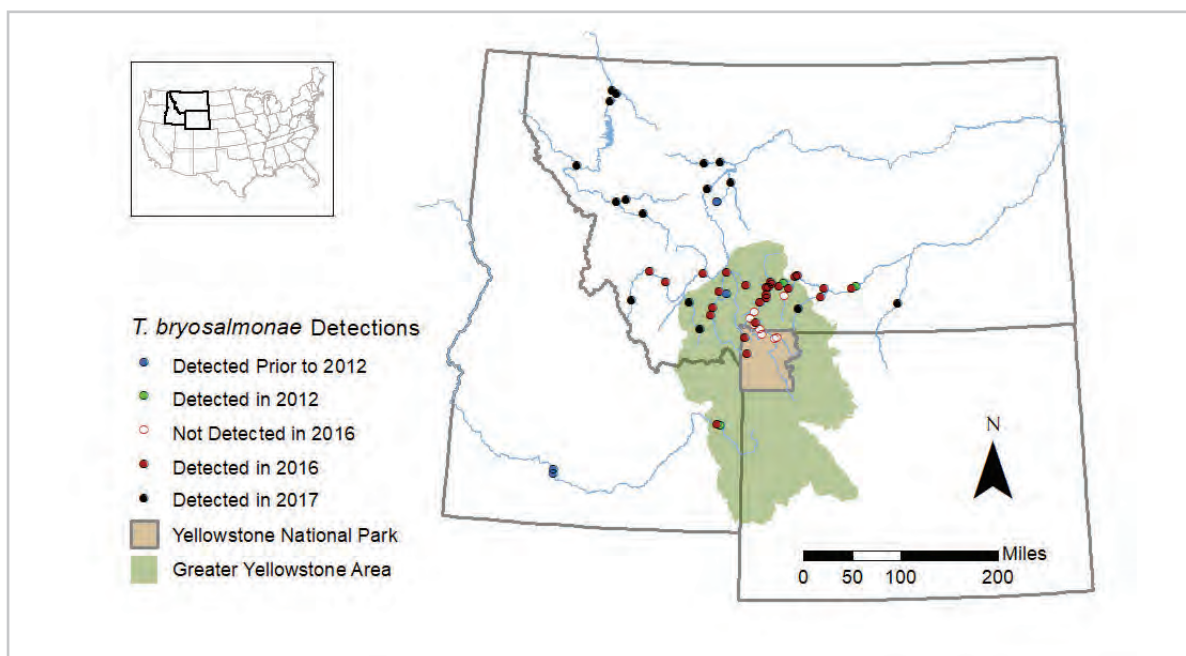 T. bryosalmonae Detections
Detected Prior to 2012
Detected in 2012
Not Detected in 2016
Detected in 2016
Detected in 2017
Yellowstone National Park
Greater Yellowstone Area
N
Miles
0 50 100 200